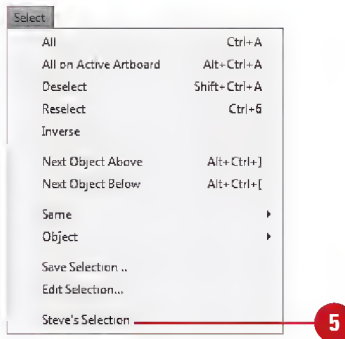 Select
All Ctrl+A
All on Active Artboard Alt+Ctrl+A
Deselect Shift+Ctrl+A
Reselect Ctrl+6
Inverse
Next Object Above Alt+Ctrl+]
Next Object Below Alt+Ctrl+[
Same
Object
Save Selection...
Edit Selection...
Steve's Selection 5